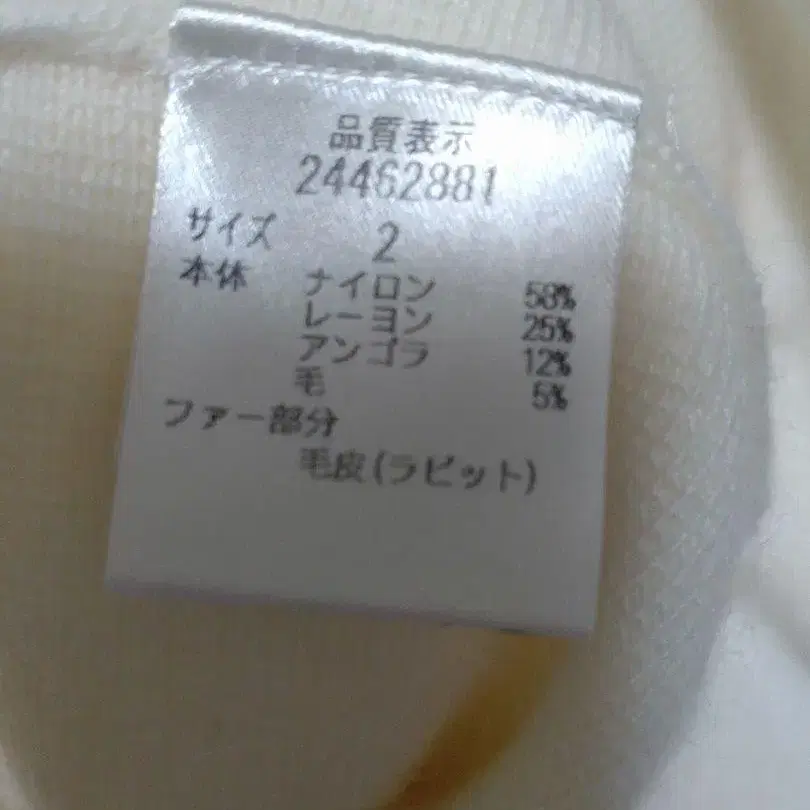 品質表示
24462881
サイズ 2
本体 ナイロン 58%
レーヨン 25%
アンゴラ 12%
毛 5%
ファー部分
毛皮(ラビット)